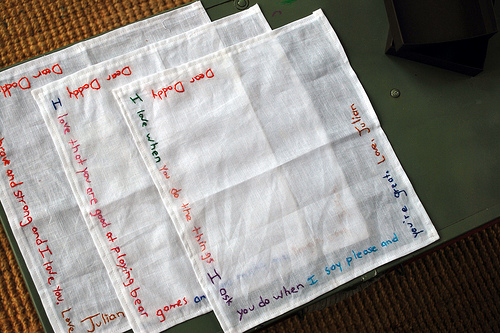 Dear Daddy
brave and strong and I love you Love
Dear Daddy
I love that you are good at playing bear
games an
Julian
Dear Daddy
I love when you do the things
I ask you do when I say please and
you're great. Love, Julian